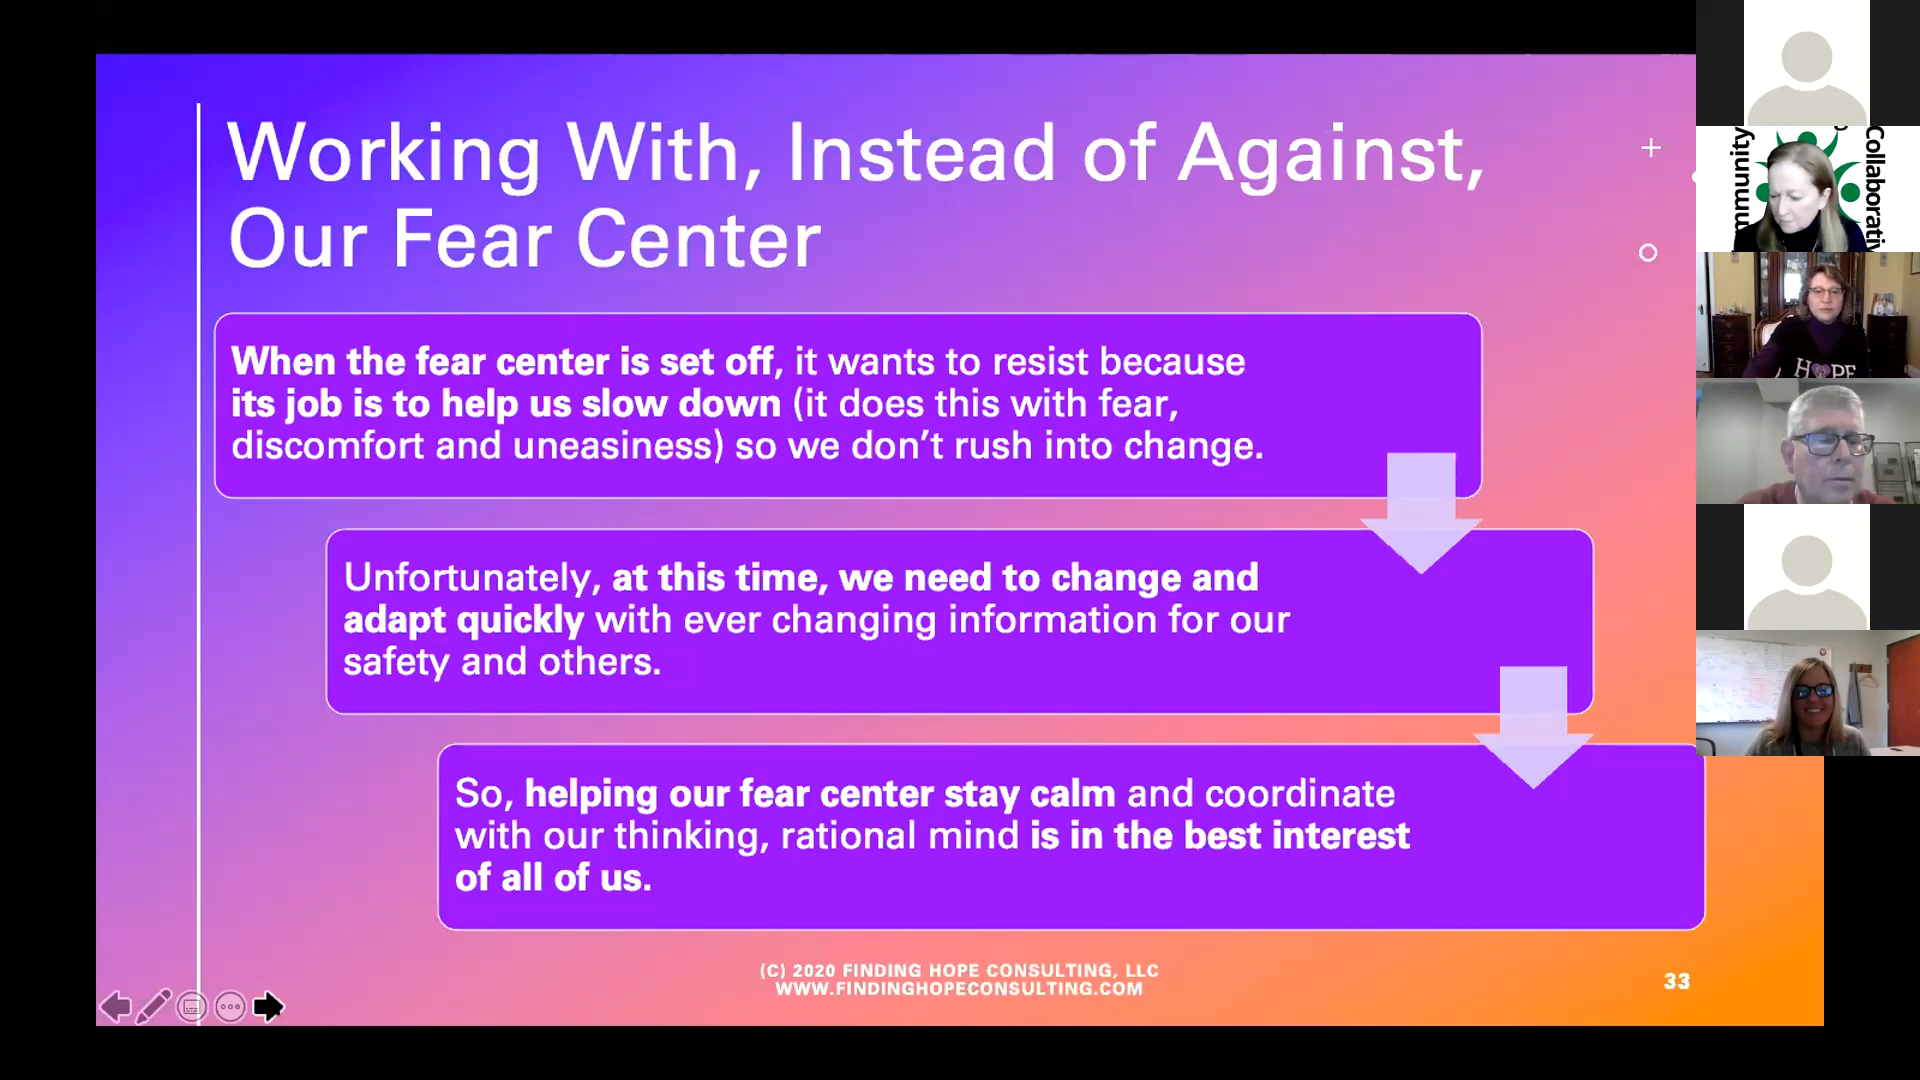 Working With, Instead of Against,
Our Fear Center
When the fear center is set off, it wants to resist because
its job is to help us slow down (it does this with fear,
discomfort and uneasiness) so we don’t rush into change.
Unfortunately, at this time, we need to change and
adapt quickly with ever changing information for our
safety and others.
So, helping our fear center stay calm and coordinate
with our thinking, rational mind is in the best interest
of all of us.
(C) 2020 FINDING HOPE CONSULTING, LLC
WWW.FINDINGHOPECONSULTING.COM
33
HOPE